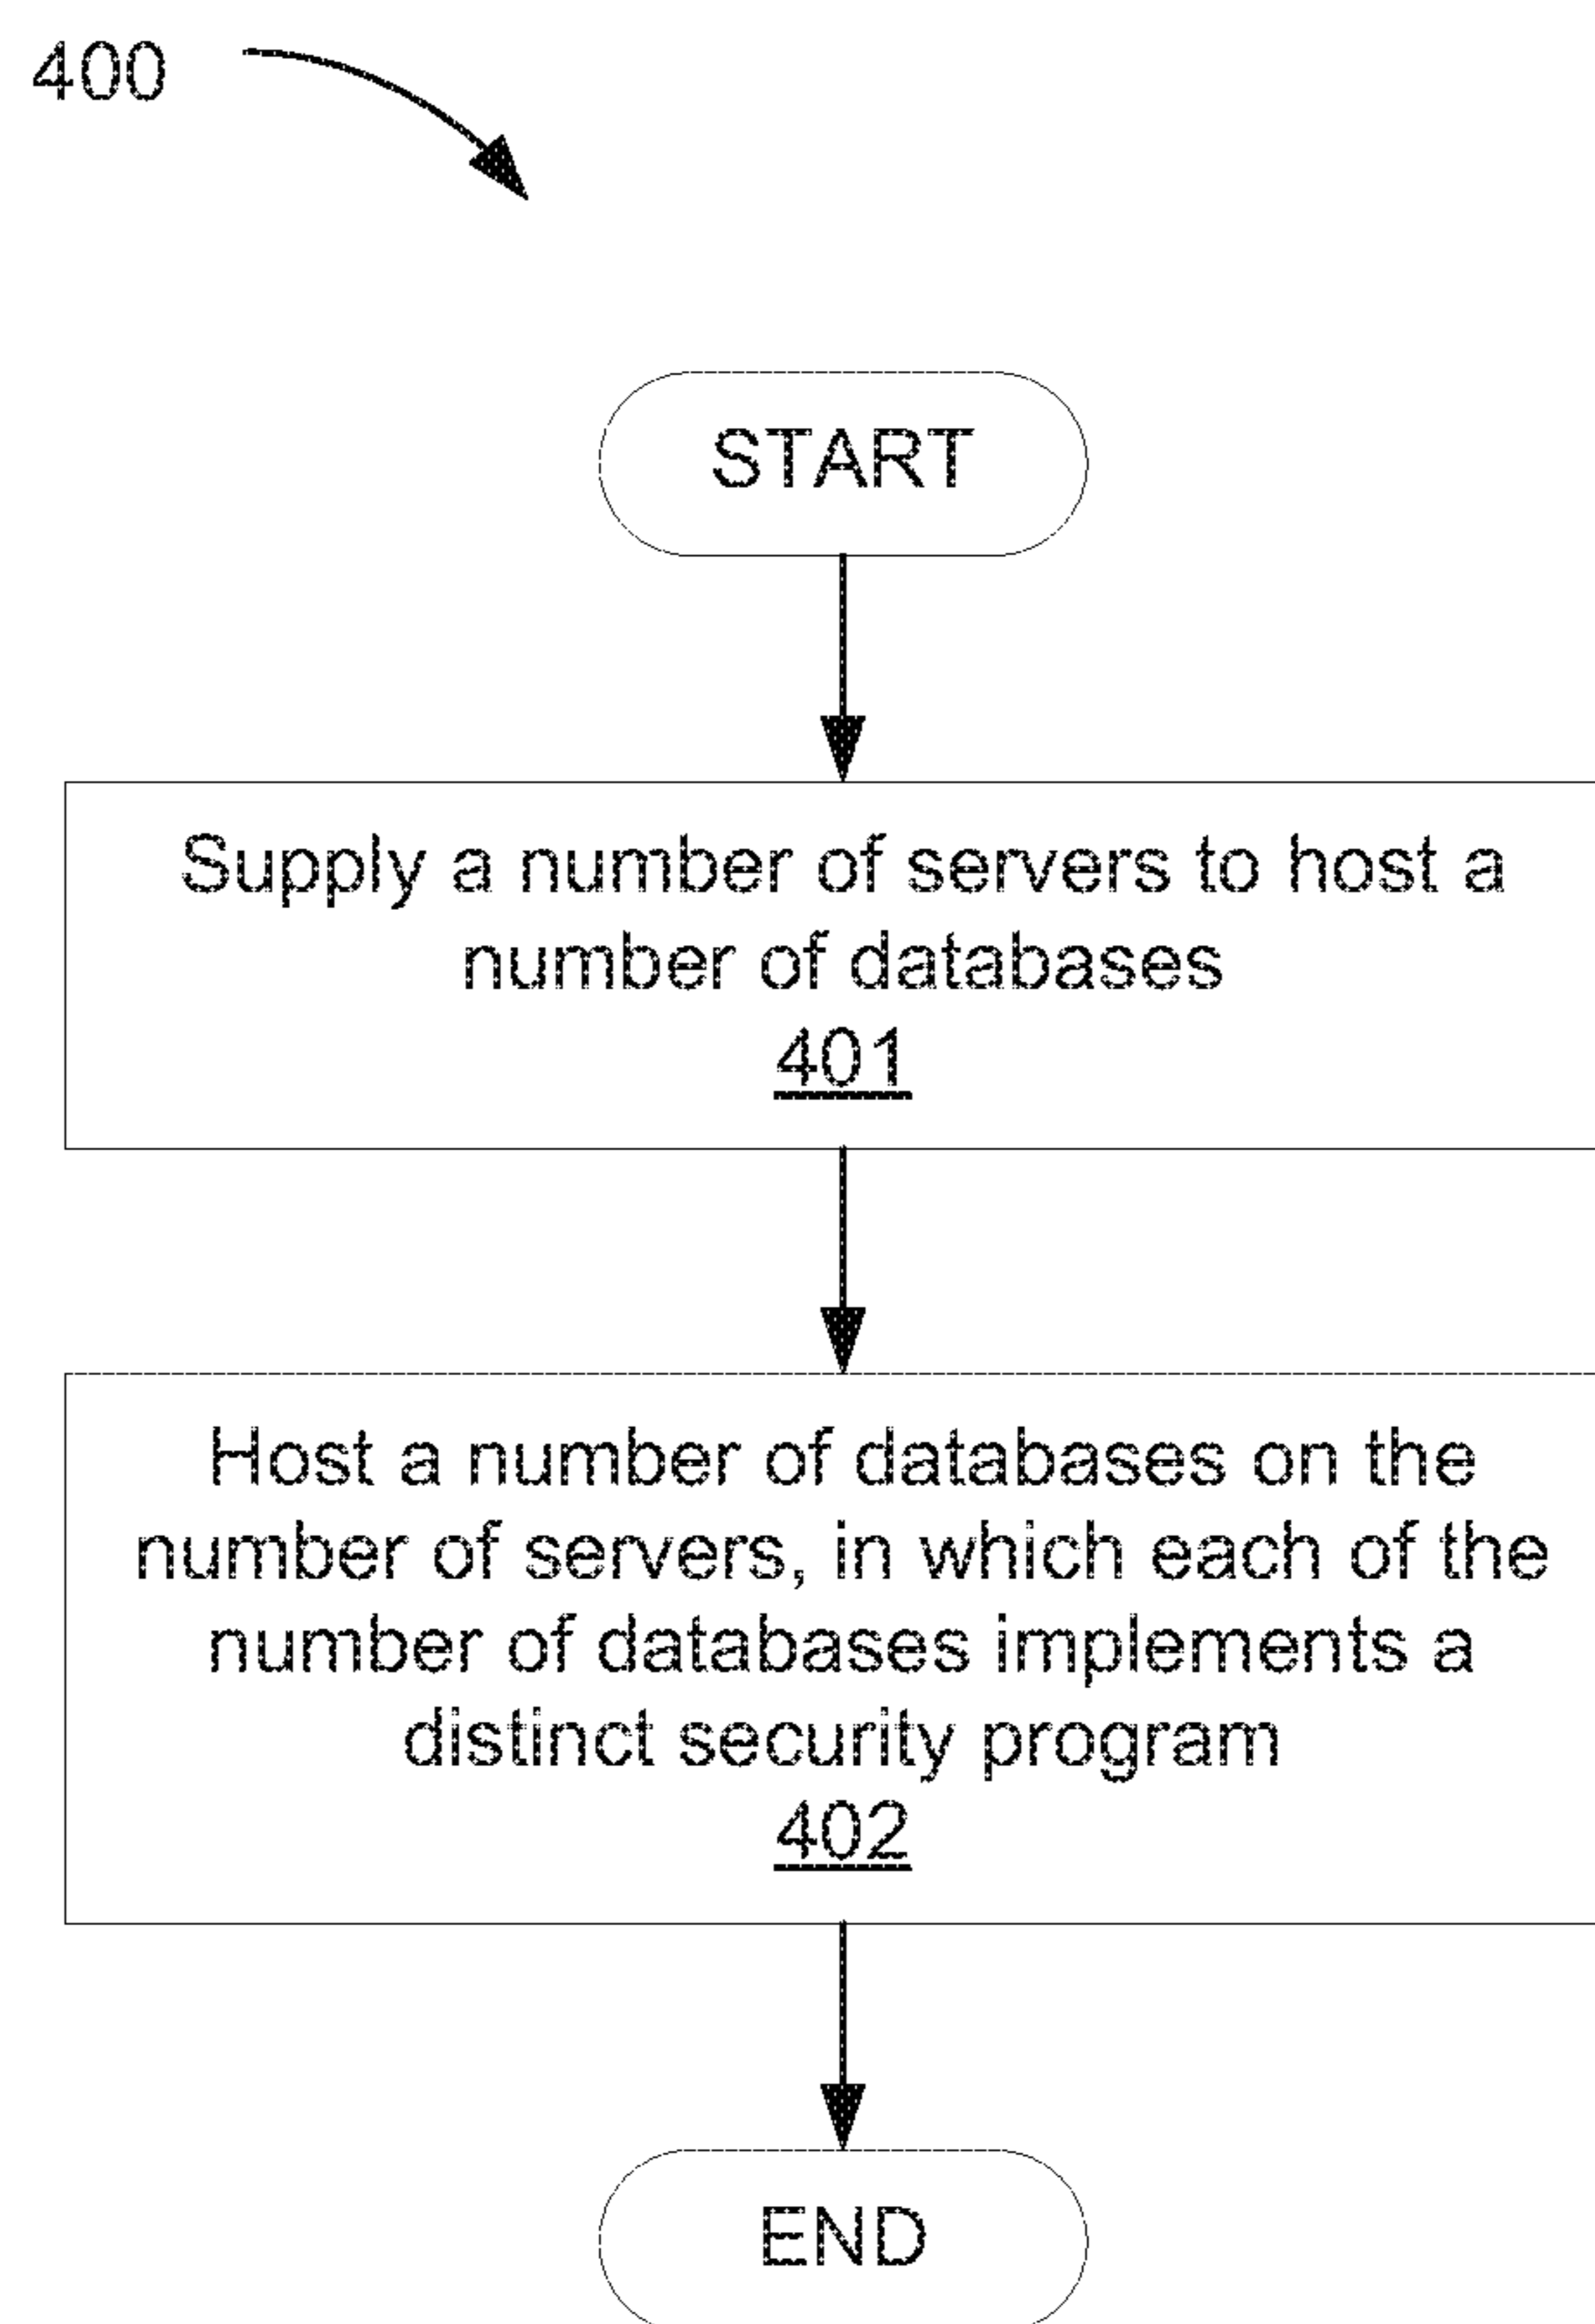 400
START
Supply a number of servers to host a
number of databases
401
Host a number of databases on the
number of servers, in which each of the
number of databases implements a
distinct security program
402
END